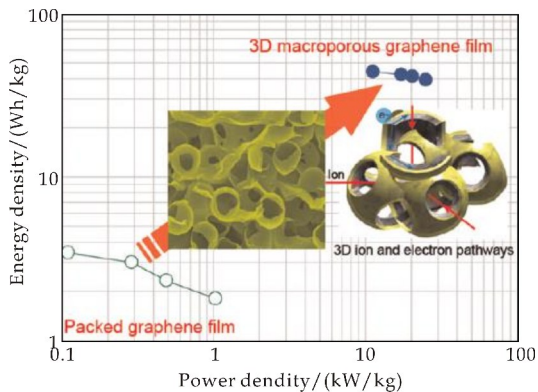 3D macroporous graphene film
Energy density/(Wh/kg)
100
10
1
e-
Ion
3D ion and electron pathways
Packed graphene film
0.1 1 10 100
Power dendity/(kW/kg)